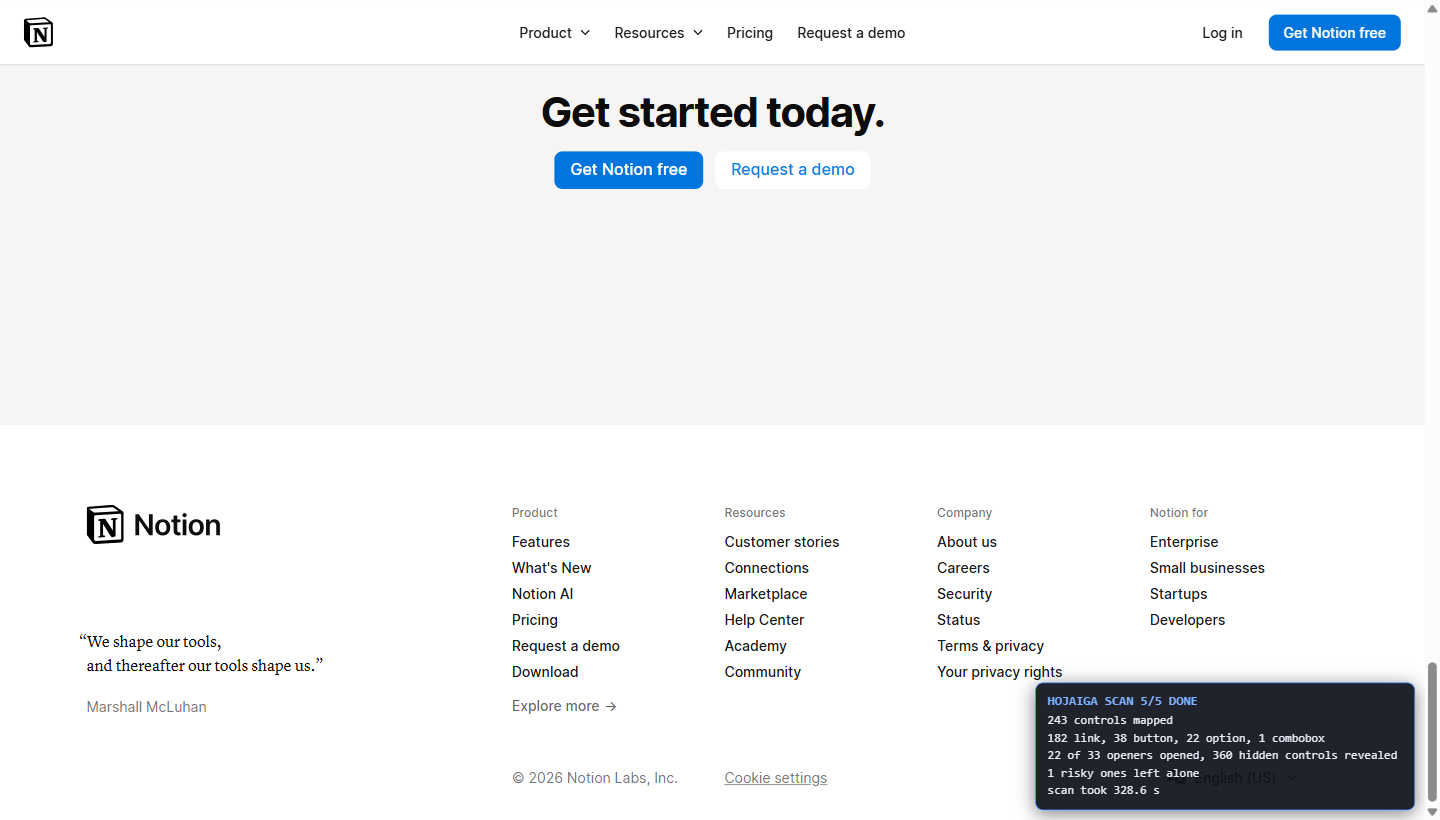 N
Product
Resources
Pricing
Request a demo
Log in
Get Notion free
Get started today.
Get Notion free
Request a demo
N Notion
“We shape our tools,
and thereafter our tools shape us.”
Marshall McLuhan
Product
Features
What's New
Notion AI
Pricing
Request a demo
Download
Explore more →
Resources
Customer stories
Connections
Marketplace
Help Center
Academy
Community
Company
About us
Careers
Security
Status
Terms & privacy
Your privacy rights
Notion for
Enterprise
Small businesses
Startups
Developers
© 2026 Notion Labs, Inc.
Cookie settings
English (US)
HOJAIGA SCAN 5/5 DONE
243 controls mapped
182 link, 38 button, 22 option, 1 combobox
22 of 33 openers opened, 360 hidden controls revealed
1 risky ones left alone
scan took 328.6 s